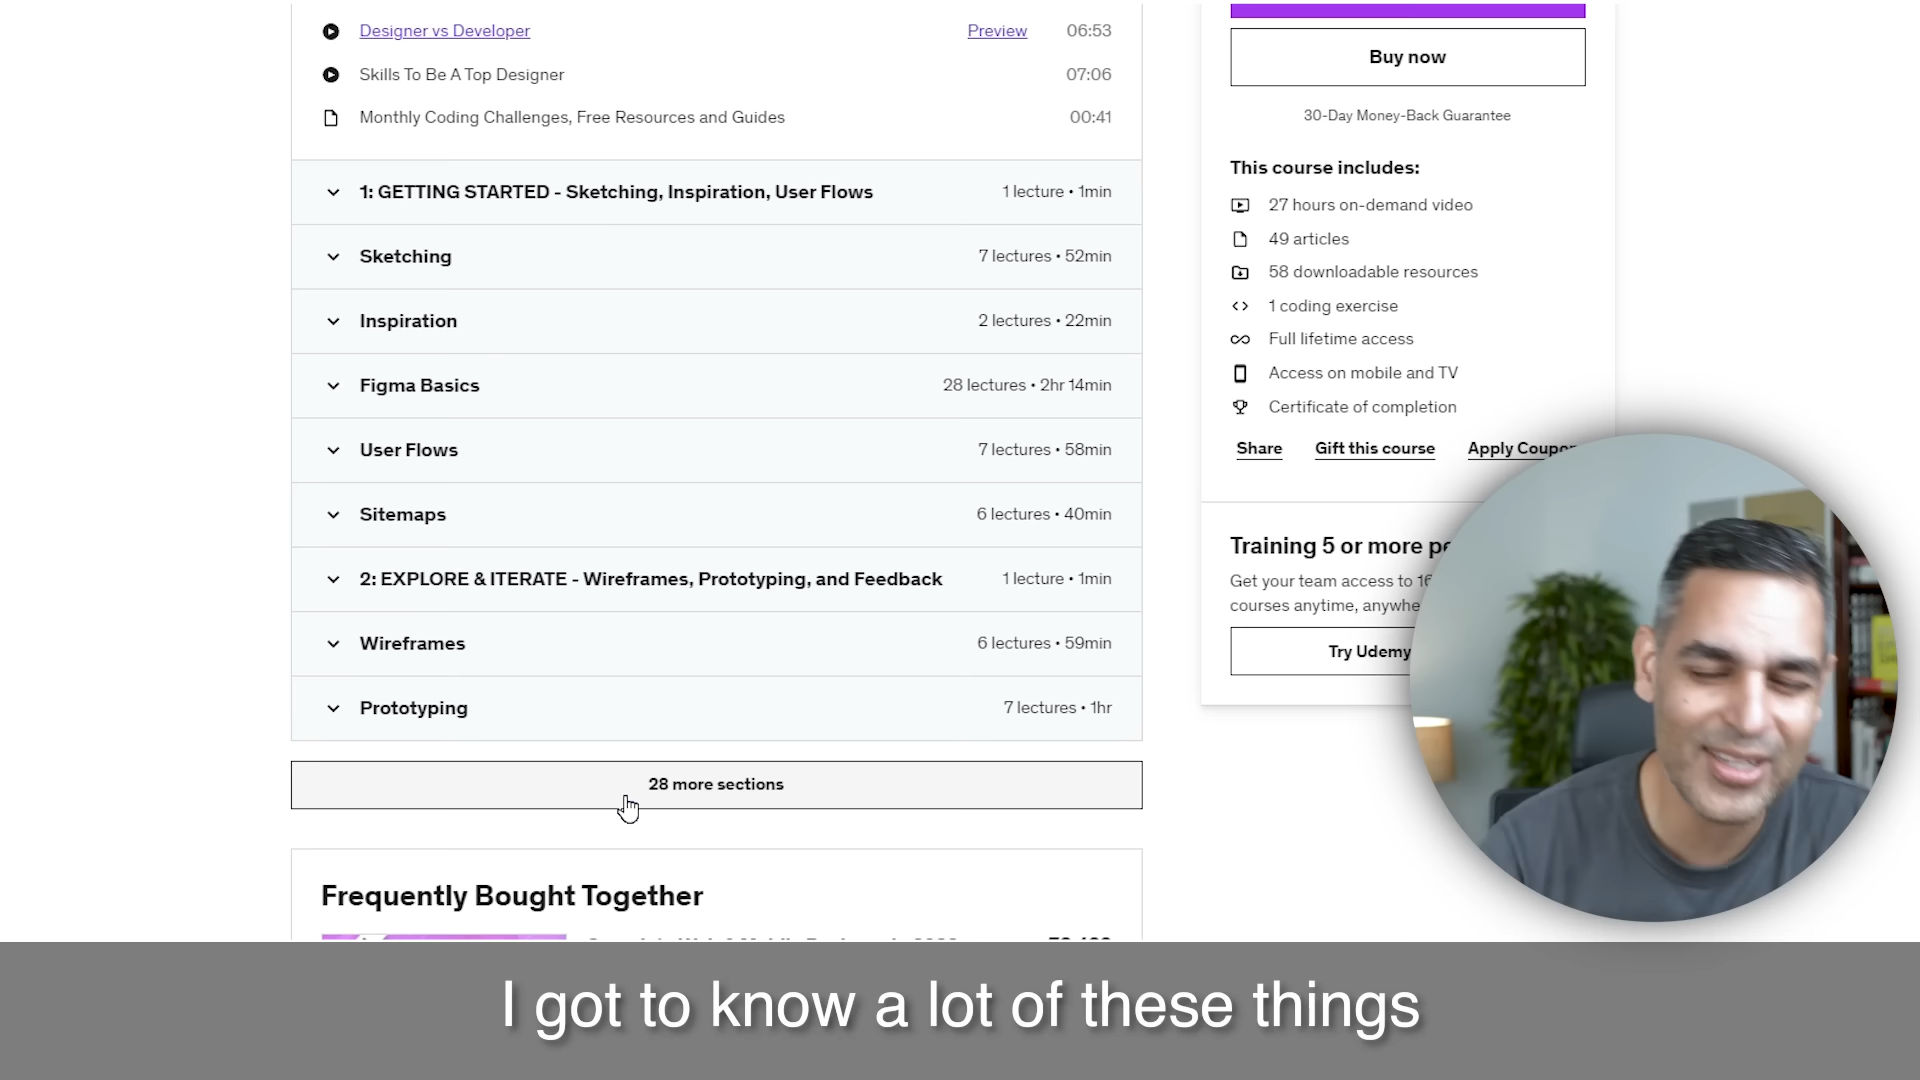 Designer vs Developer Preview 06:53
Skills To Be A Top Designer 07:06
Monthly Coding Challenges, Free Resources and Guides 00:41
1: GETTING STARTED - Sketching, Inspiration, User Flows 1 lecture • 1min
Sketching 7 lectures • 52min
Inspiration 2 lectures • 22min
Figma Basics 28 lectures • 2hr 14min
User Flows 7 lectures • 58min
Sitemaps 6 lectures • 40min
2: EXPLORE & ITERATE - Wireframes, Prototyping, and Feedback 1 lecture • 1min
Wireframes 6 lectures • 59min
Prototyping 7 lectures • 1hr
28 more sections
Frequently Bought Together
Buy now
30-Day Money-Back Guarantee
This course includes:
27 hours on-demand video
49 articles
58 downloadable resources
1 coding exercise
Full lifetime access
Access on mobile and TV
Certificate of completion
Share Gift this course Apply Coupon
Training 5 or more
Get your team access to
courses anytime,
Try Udemy
I got to know a lot of these things